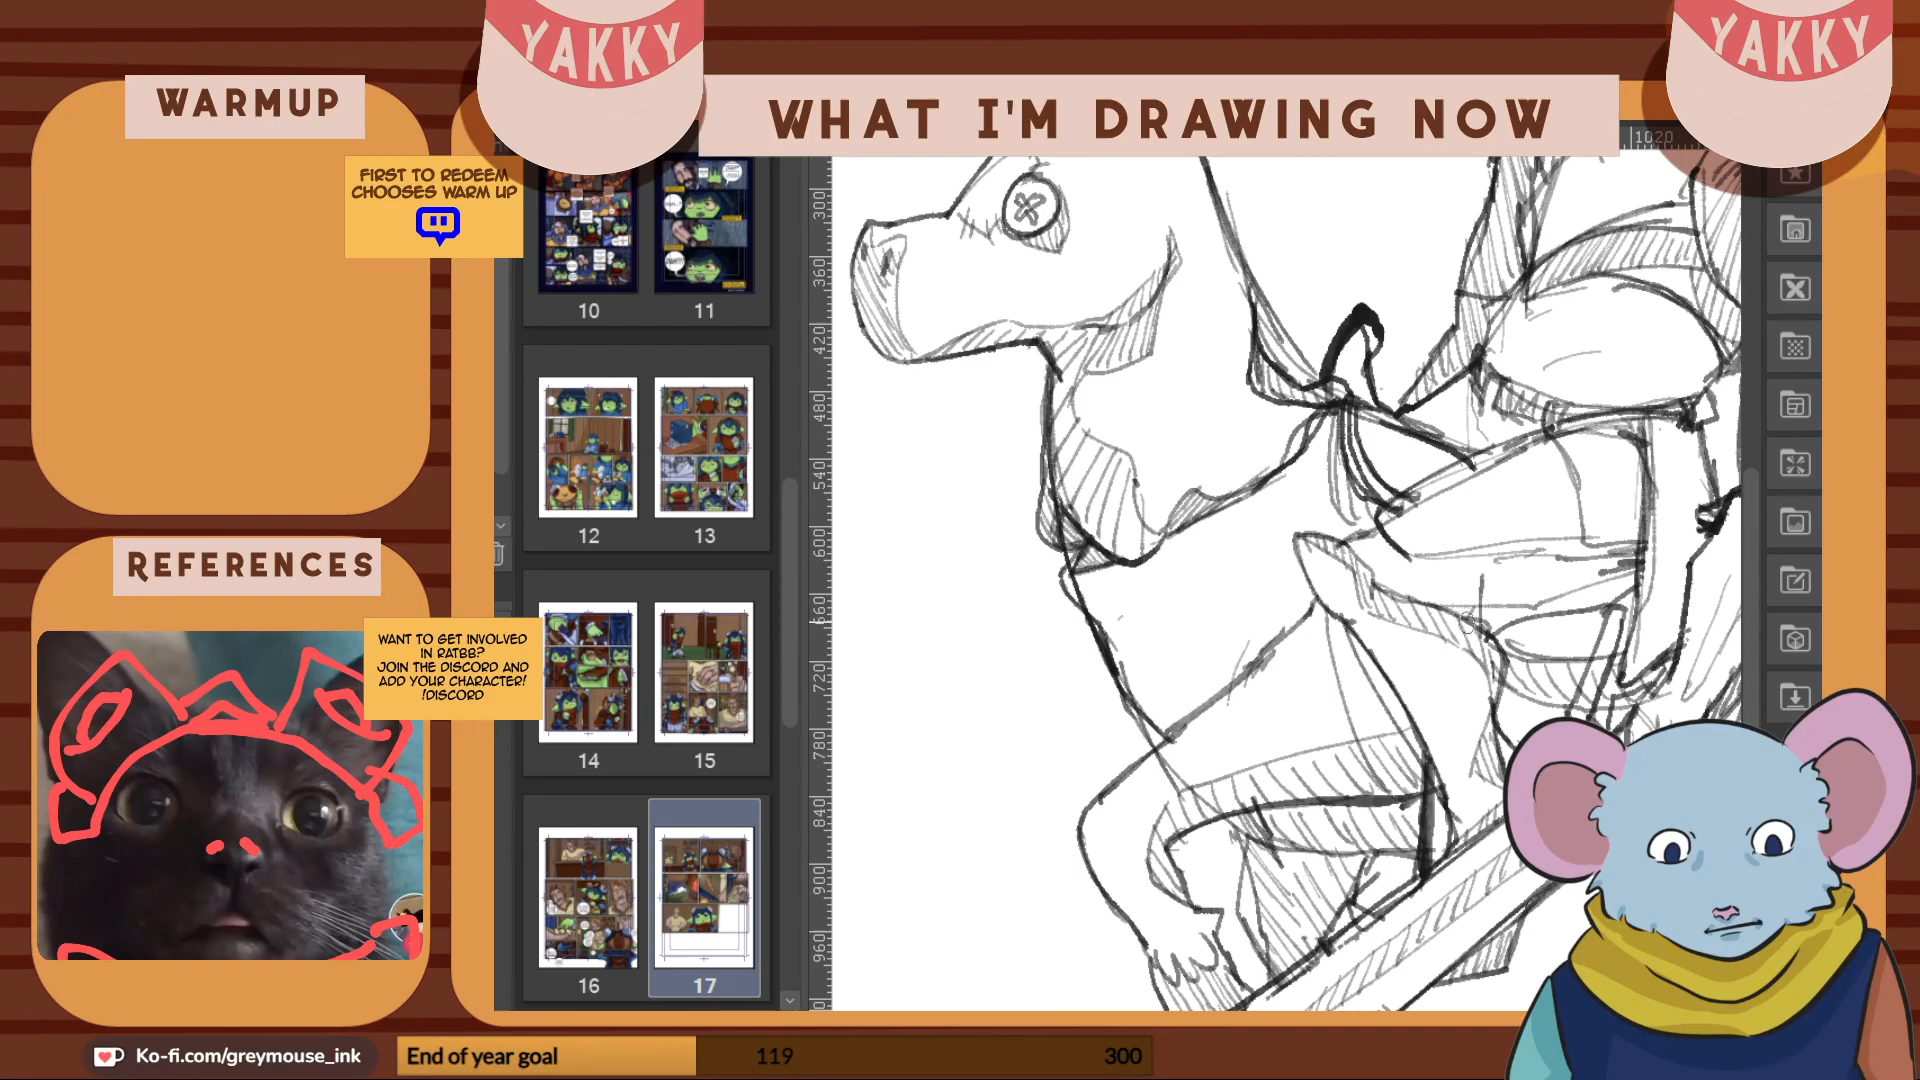 YAKKY
YAKKY
WARMUP
WHAT I'M DRAWING NOW
FIRST TO REDEEM
CHOOSES WARM UP
1020
10
11
12
13
14
15
16
17
300
360
420
480
540
600
660
720
780
840
900
960
REFERENCES
WANT TO GET INVOLVED
IN RAT88?
JOIN THE DISCORD AND
ADD YOUR CHARACTER!
!DISCORD
Ko-fi.com/greymouse_ink
End of year goal
119
300